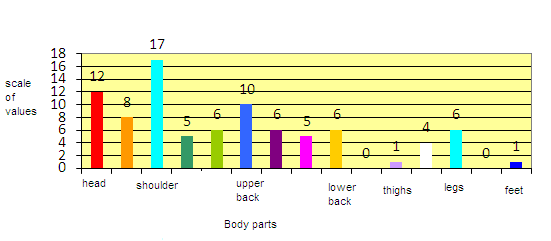 18
16
14
12
10
8
6
4
2
0
scale
of
values
12
8
17
5
6
10
6
5
6
0
1
4
6
0
1
head
shoulder
upper
back
lower
back
thighs
legs
feet
Body parts